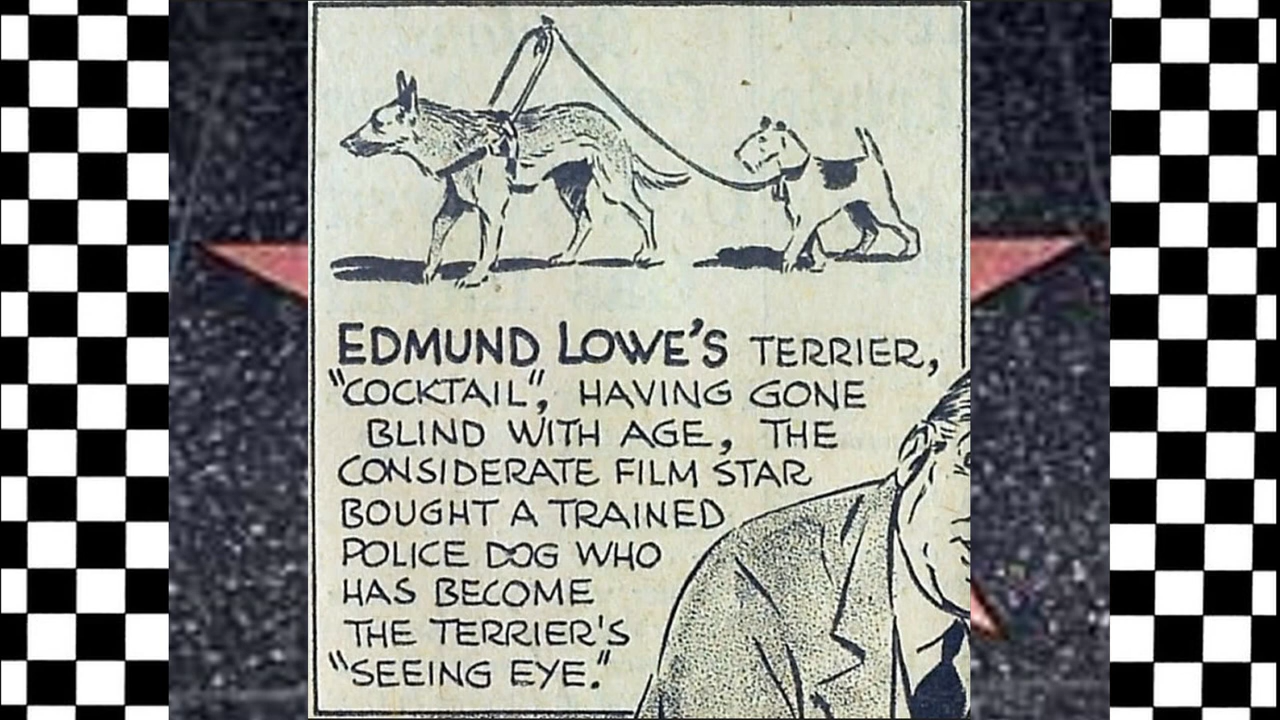 EDMUND LOWE'S TERRIER,
"COCKTAIL", HAVING GONE
BLIND WITH AGE, THE
CONSIDERATE FILM STAR
BOUGHT A TRAINED
POLICE DOG WHO
HAS BECOME
THE TERRIER'S
"SEEING EYE."